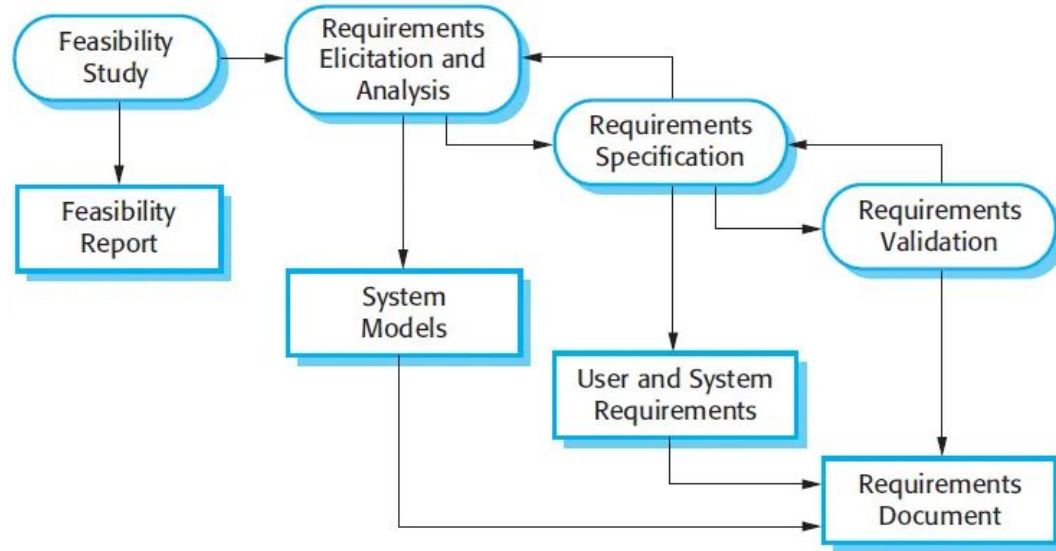 Feasibility
Study
Requirements
Elicitation and
Analysis
Requirements
Specification
Requirements
Validation
Feasibility
Report
System
Models
User and System
Requirements
Requirements
Document